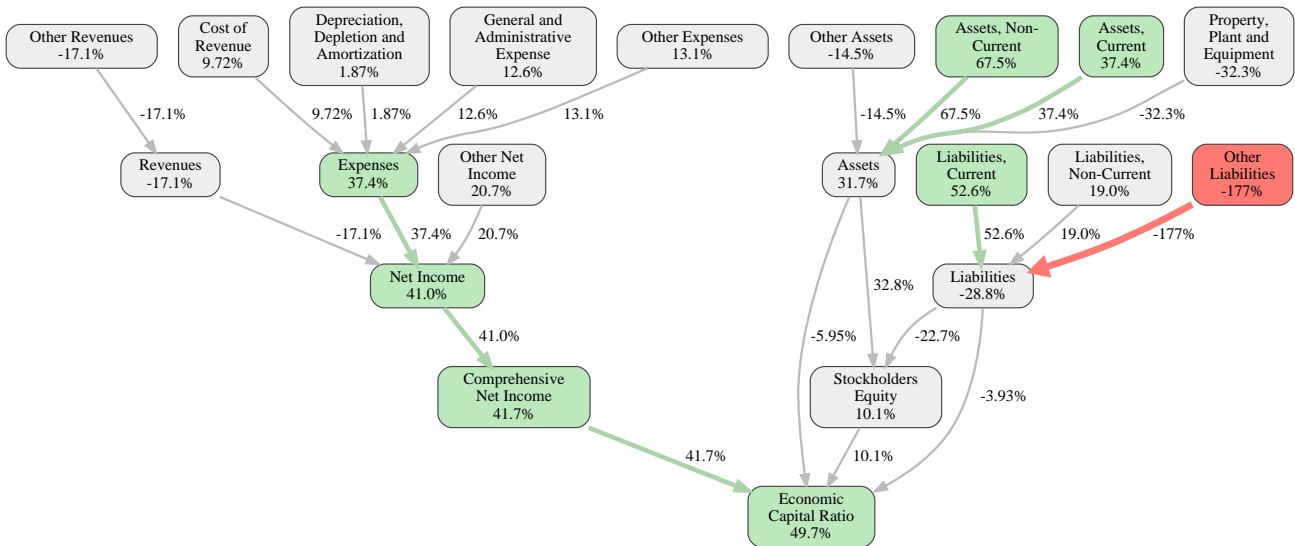 Other Revenues
-17.1%
Cost of
Revenue
9.72%
Depreciation,
Depletion and
Amortization
1.87%
General and
Administrative
Expense
12.6%
Other Expenses
13.1%
Other Assets
-14.5%
Assets, Non-
Current
67.5%
Assets,
Current
37.4%
Property,
Plant and
Equipment
-32.3%
-17.1%
9.72%
1.87%
12.6%
13.1%
-14.5%
67.5%
37.4%
-32.3%
Revenues
-17.1%
Expenses
37.4%
Other Net
Income
20.7%
Assets
31.7%
Liabilities,
Current
52.6%
Liabilities,
Non-Current
19.0%
Other
Liabilities
-177%
-17.1%
37.4%
20.7%
52.6%
19.0%
-177%
Net Income
41.0%
32.8%
Liabilities
-28.8%
41.0%
-5.95%
-22.7%
Comprehensive
Net Income
41.7%
Stockholders
Equity
10.1%
-3.93%
41.7%
10.1%
Economic
Capital Ratio
49.7%